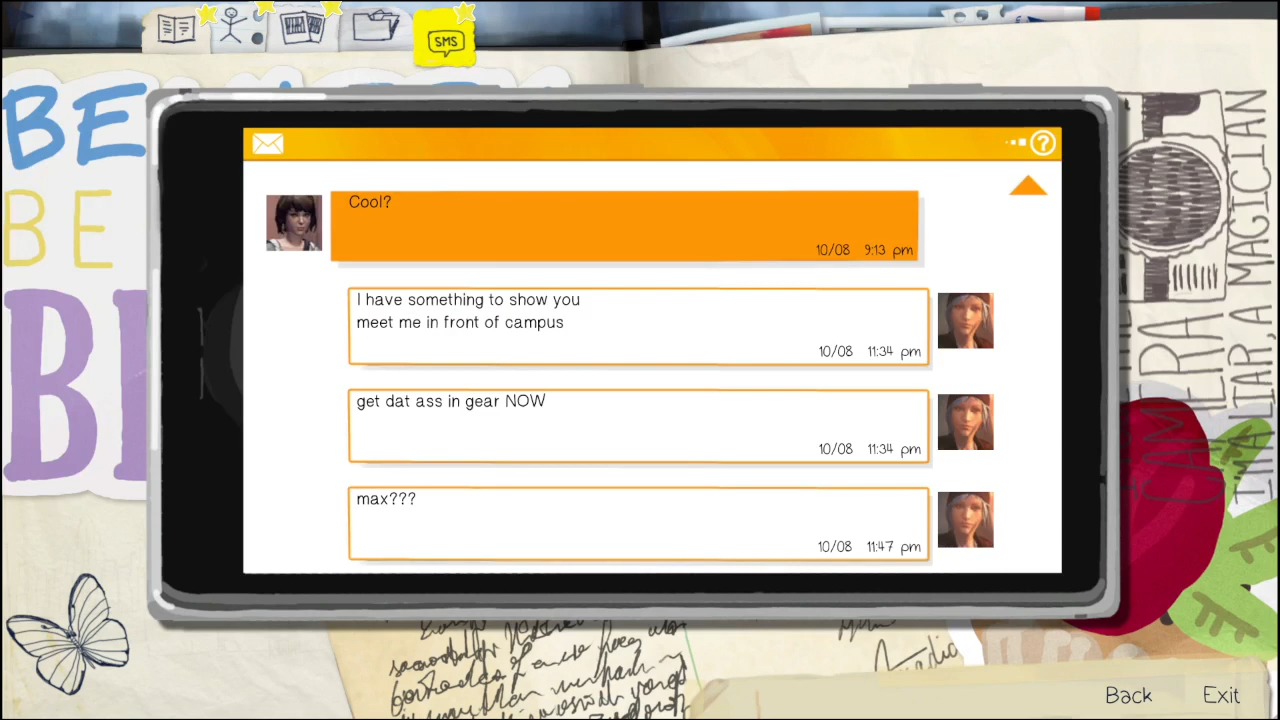 SMS
BE
BE
?
Cool?
10/08 9:13 pm
I have something to show you
meet me in front of campus
10/08 11:34 pm
get dat ass in gear NOW
10/08 11:34 pm
max???
10/08 11:47 pm
CAMERA
LIAR, A MAGICIAN
Back Exit